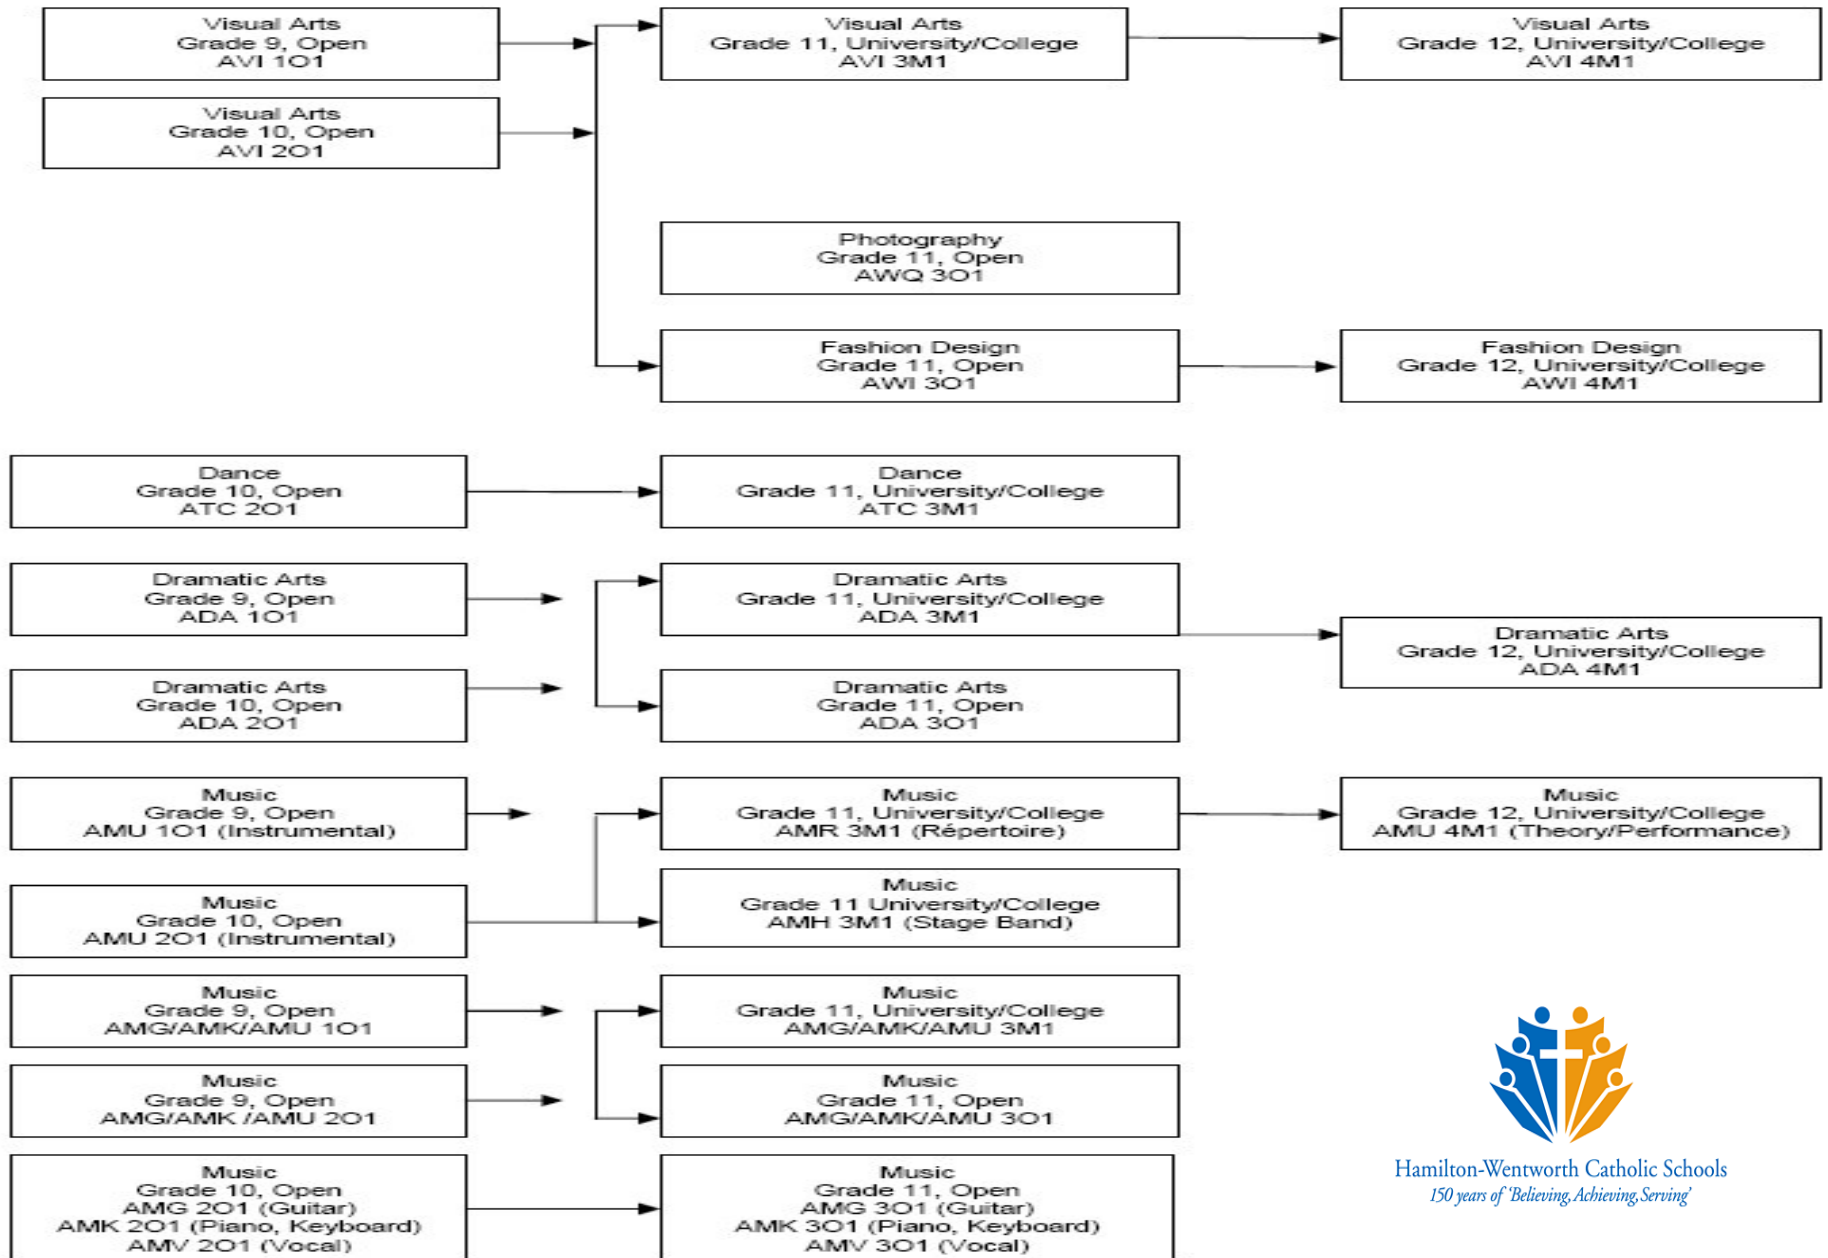 Visual Arts
Grade 9, Open
AVI 1O1
Visual Arts
Grade 11, University/College
AVI 3M1
Visual Arts
Grade 12, University/College
AVI 4M1
Visual Arts
Grade 10, Open
AVI 2O1
Photography
Grade 11, Open
AWQ 3O1
Fashion Design
Grade 11, Open
AWI 3O1
Fashion Design
Grade 12, University/College
AWI 4M1
Dance
Grade 10, Open
ATC 2O1
Dance
Grade 11, University/College
ATC 3M1
Dramatic Arts
Grade 9, Open
ADA 1O1
Dramatic Arts
Grade 11, University/College
ADA 3M1
Dramatic Arts
Grade 12, University/College
ADA 4M1
Dramatic Arts
Grade 10, Open
ADA 2O1
Dramatic Arts
Grade 11, Open
ADA 3O1
Music
Grade 9, Open
AMU 1O1 (Instrumental)
Music
Grade 11, University/College
AMR 3M1 (Répertoire)
Music
Grade 12, University/College
AMU 4M1 (Theory/Performance)
Music
Grade 10, Open
AMU 2O1 (Instrumental)
Music
Grade 11 University/College
AMH 3M1 (Stage Band)
Music
Grade 9, Open
AMG/AMK/AMU 1O1
Music
Grade 11, University/College
AMG/AMK/AMU 3M1
Music
Grade 9, Open
AMG/AMK /AMU 2O1
Music
Grade 11, Open
AMG/AMK/AMU 3O1
Music
Grade 10, Open
AMG 2O1 (Guitar)
AMK 2O1 (Piano, Keyboard)
AMV 2O1 (Vocal)
Music
Grade 11, Open
AMG 3O1 (Guitar)
AMK 3O1 (Piano, Keyboard)
AMV 3O1 (Vocal)
Hamilton-Wentworth Catholic Schools
150 years of 'Believing, Achieving, Serving'